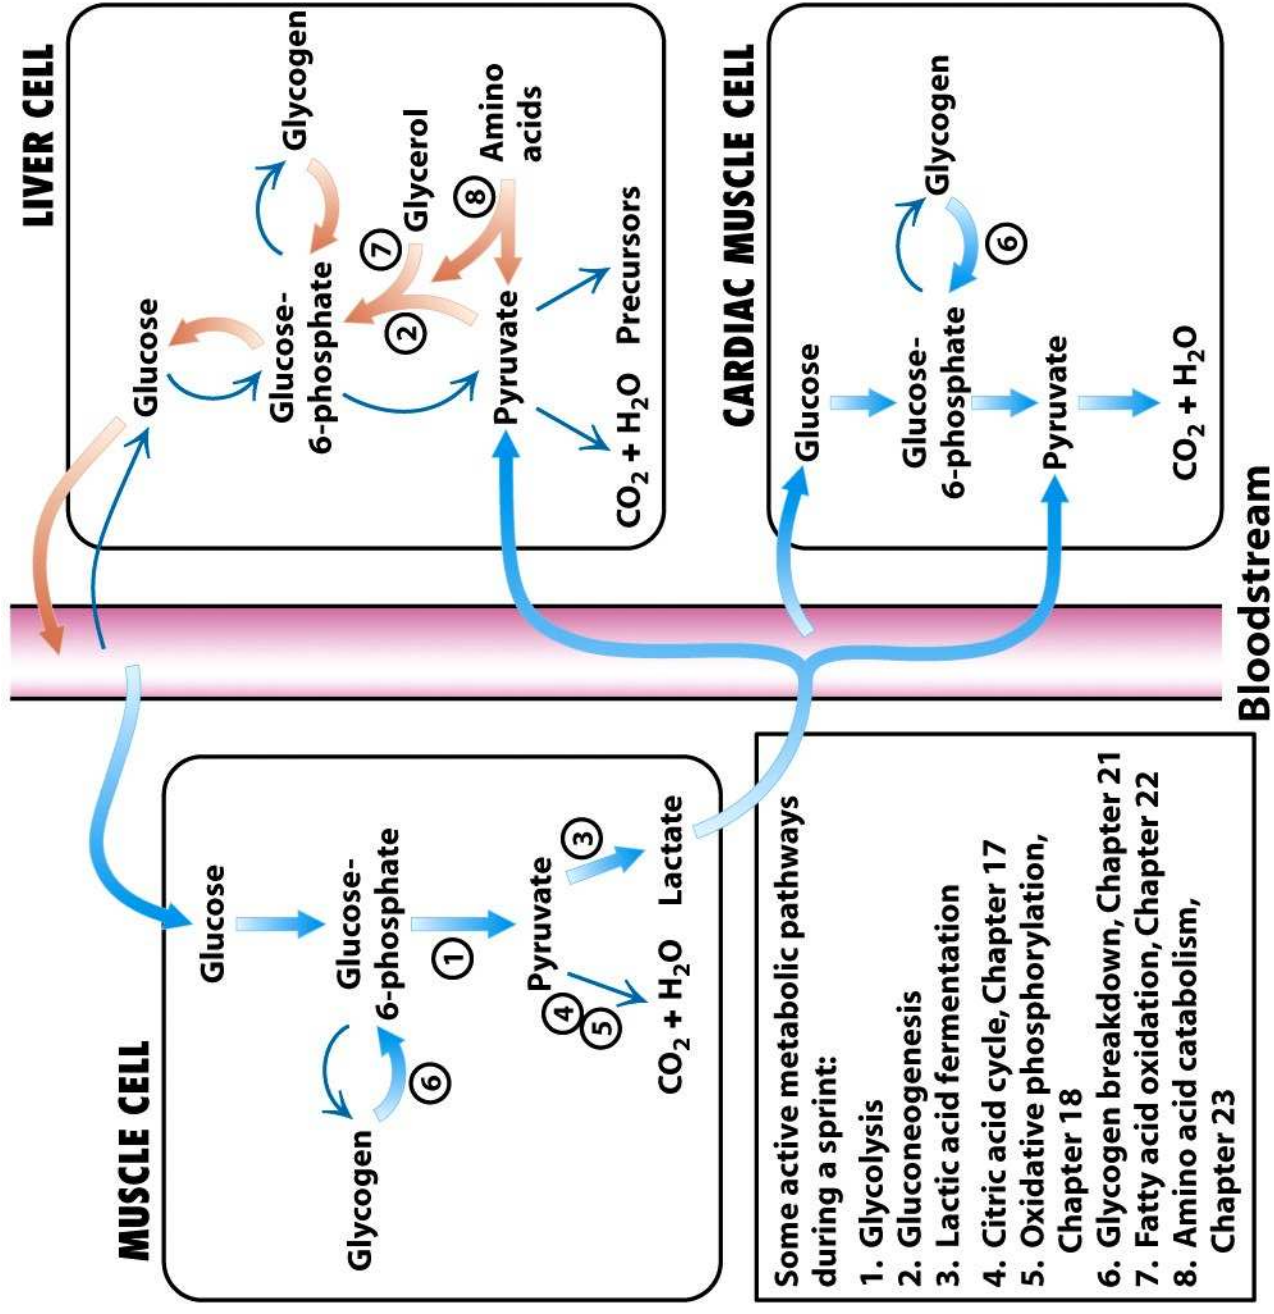 MUSCLE CELL
Glucose
Glycogen
Glucose-
6-phosphate
6
1
Pyruvate
4
5
3
CO2 + H2O
Lactate
LIVER CELL
Glucose
Glucose-
6-phosphate
Glycogen
2
7
Glycerol
8
Amino
acids
Pyruvate
CO2 + H2O
Precursors
Some active metabolic pathways
during a sprint:
1. Glycolysis
2. Gluconeogenesis
3. Lactic acid fermentation
4. Citric acid cycle, Chapter 17
5. Oxidative phosphorylation,
Chapter 18
6. Glycogen breakdown, Chapter 21
7. Fatty acid oxidation, Chapter 22
8. Amino acid catabolism,
Chapter 23
CARDIAC MUSCLE CELL
Glucose
Glucose-
6-phosphate
Glycogen
6
Pyruvate
CO2 + H2O
Bloodstream